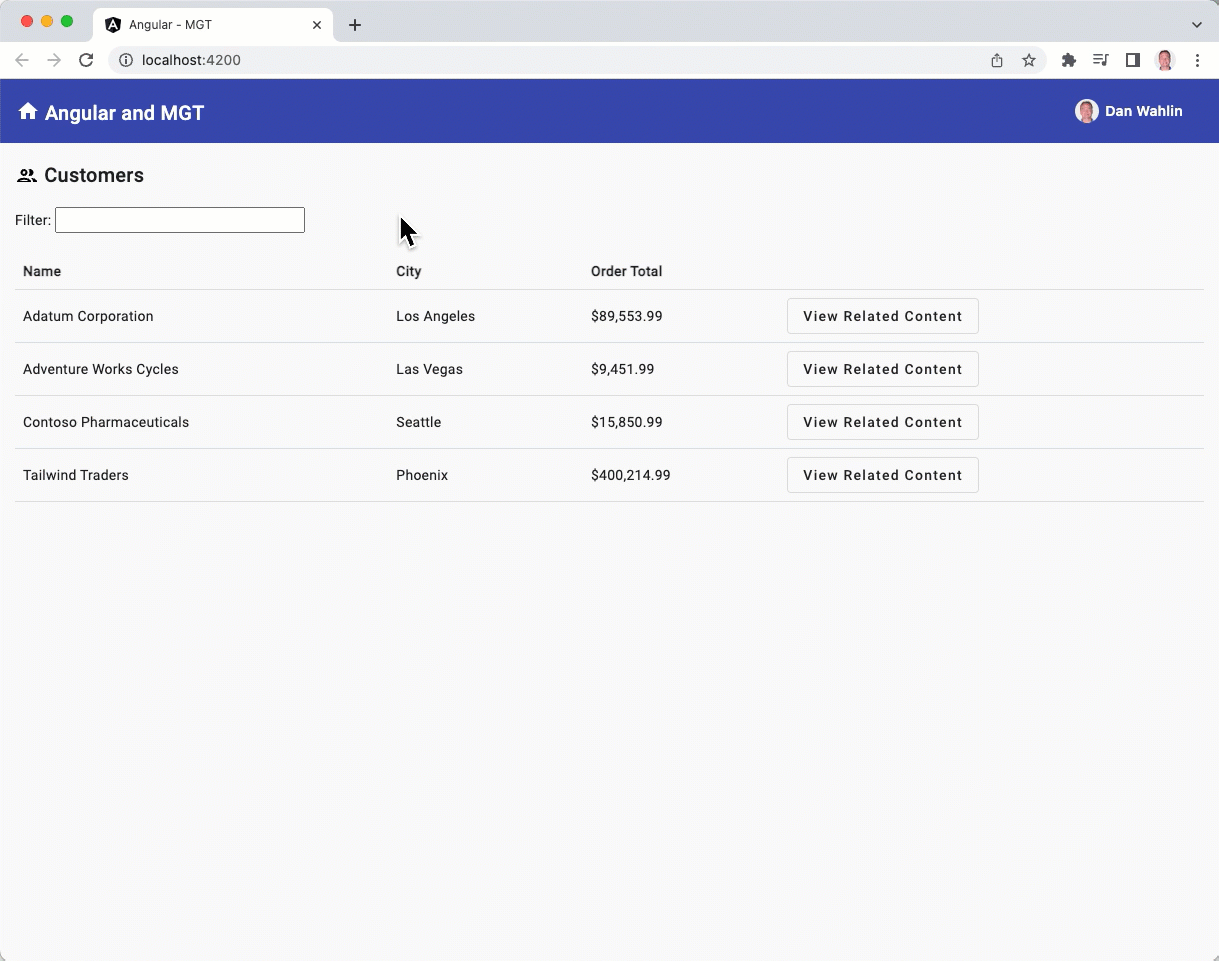 Angular - MGT
localhost:4200
Angular and MGT
Dan Wahlin
Customers
Filter:
Name City Order Total
Adatum Corporation Los Angeles $89,553.99 View Related Content
Adventure Works Cycles Las Vegas $9,451.99 View Related Content
Contoso Pharmaceuticals Seattle $15,850.99 View Related Content
Tailwind Traders Phoenix $400,214.99 View Related Content